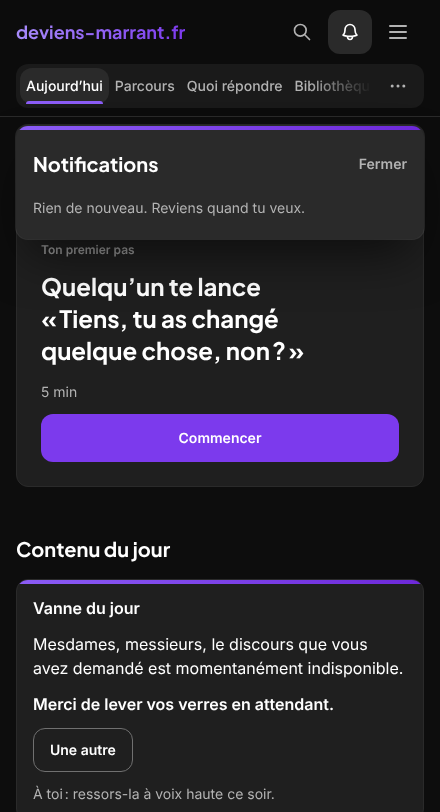 deviens-marrant.fr
Aujourd’hui Parcours Quoi répondre Bibliothèqu
Notifications Fermer
Rien de nouveau. Reviens quand tu veux.
Ton premier pas
Quelqu’un te lance
« Tiens, tu as changé
quelque chose, non ? »
5 min
Commencer
Contenu du jour
Vanne du jour
Mesdames, messieurs, le discours que vous
avez demandé est momentanément indisponible.
Merci de lever vos verres en attendant.
Une autre
À toi : ressors-la à voix haute ce soir.